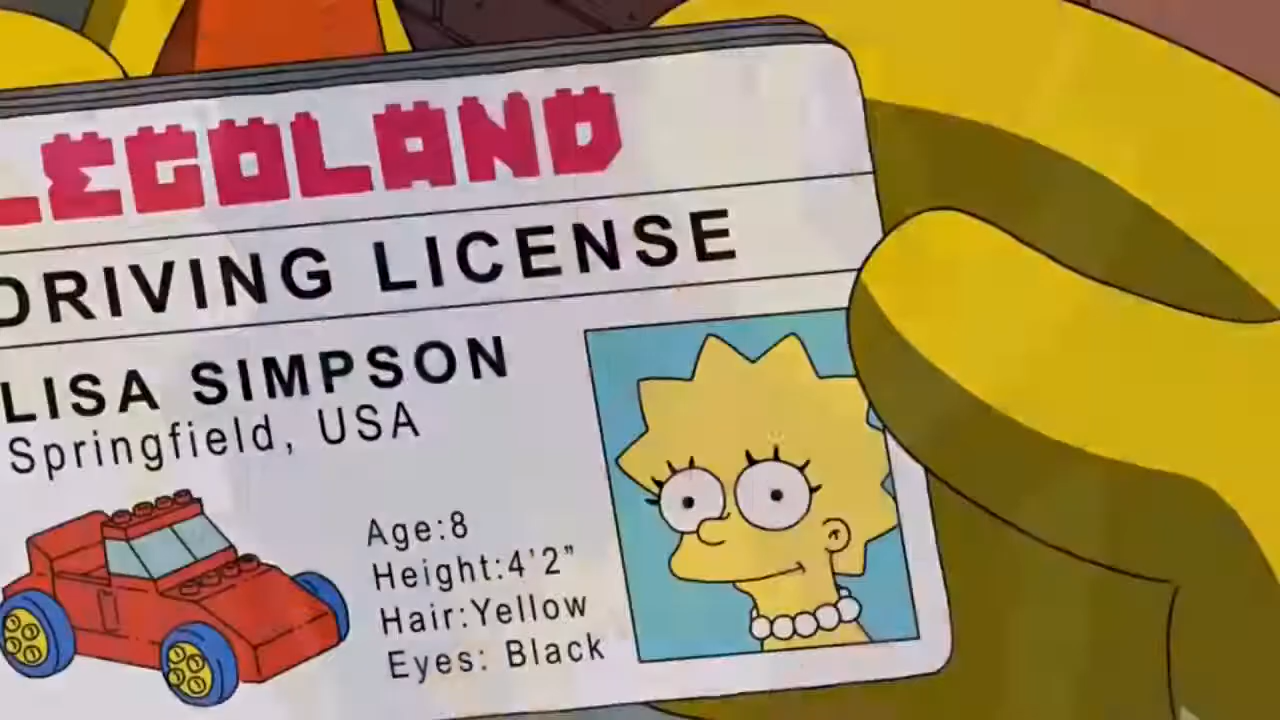 LEGOLAND
DRIVING LICENSE
LISA SIMPSON
Springfield, USA
Age:8
Height:4'2"
Hair:Yellow
Eyes: Black